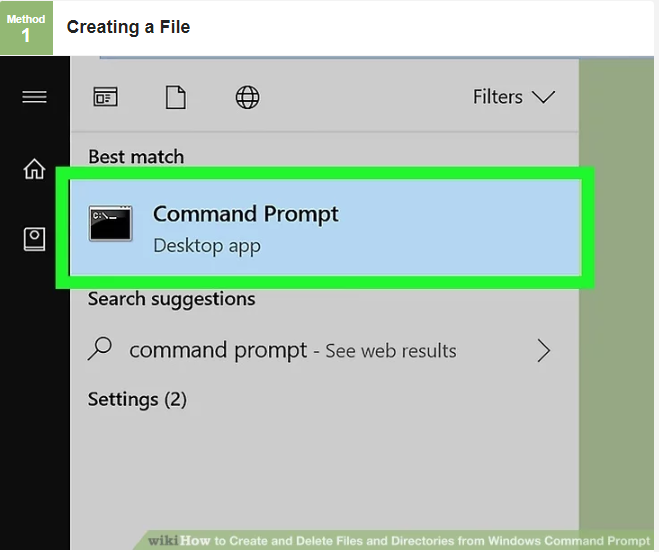 Method
1
Creating a File
Filters
Best match
C:\._
Command Prompt
Desktop app
Search suggestions
command prompt - See web results
Settings (2)
wikiHow to Create and Delete Files and Directories from Windows Command Prompt